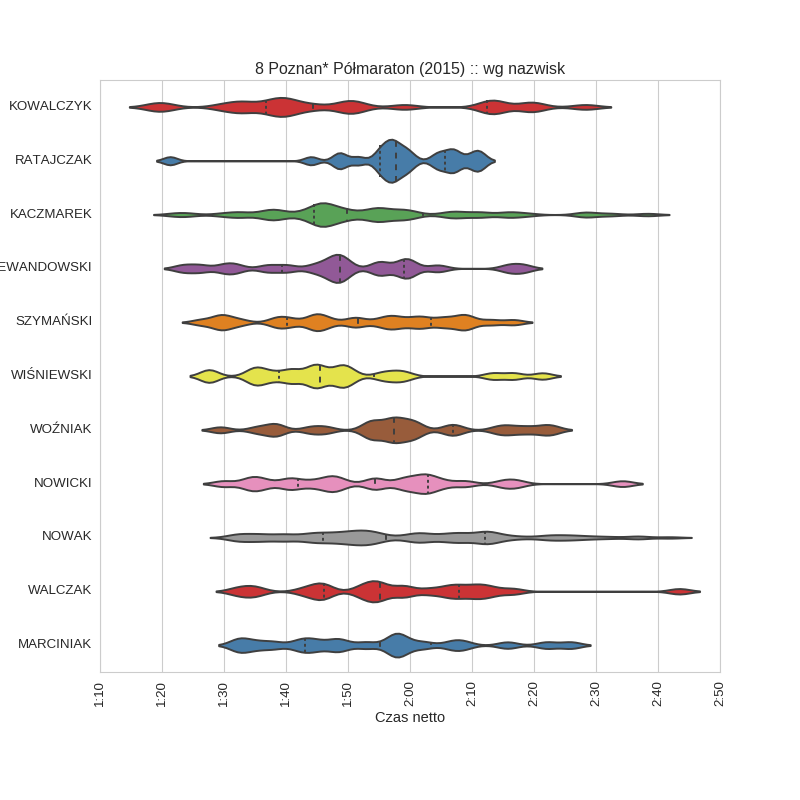 8 Poznan* Półmaraton (2015) :: wg nazwisk
KOWALCZYK
RATAJCZAK
KACZMAREK
EWANDOWSKI
SZYMAŃSKI
WIŚNIEWSKI
WOŹNIAK
NOWICKI
NOWAK
WALCZAK
MARCINIAK
1:10 1:20 1:30 1:40 1:50 2:00 2:10 2:20 2:30 2:40 2:50
Czas netto